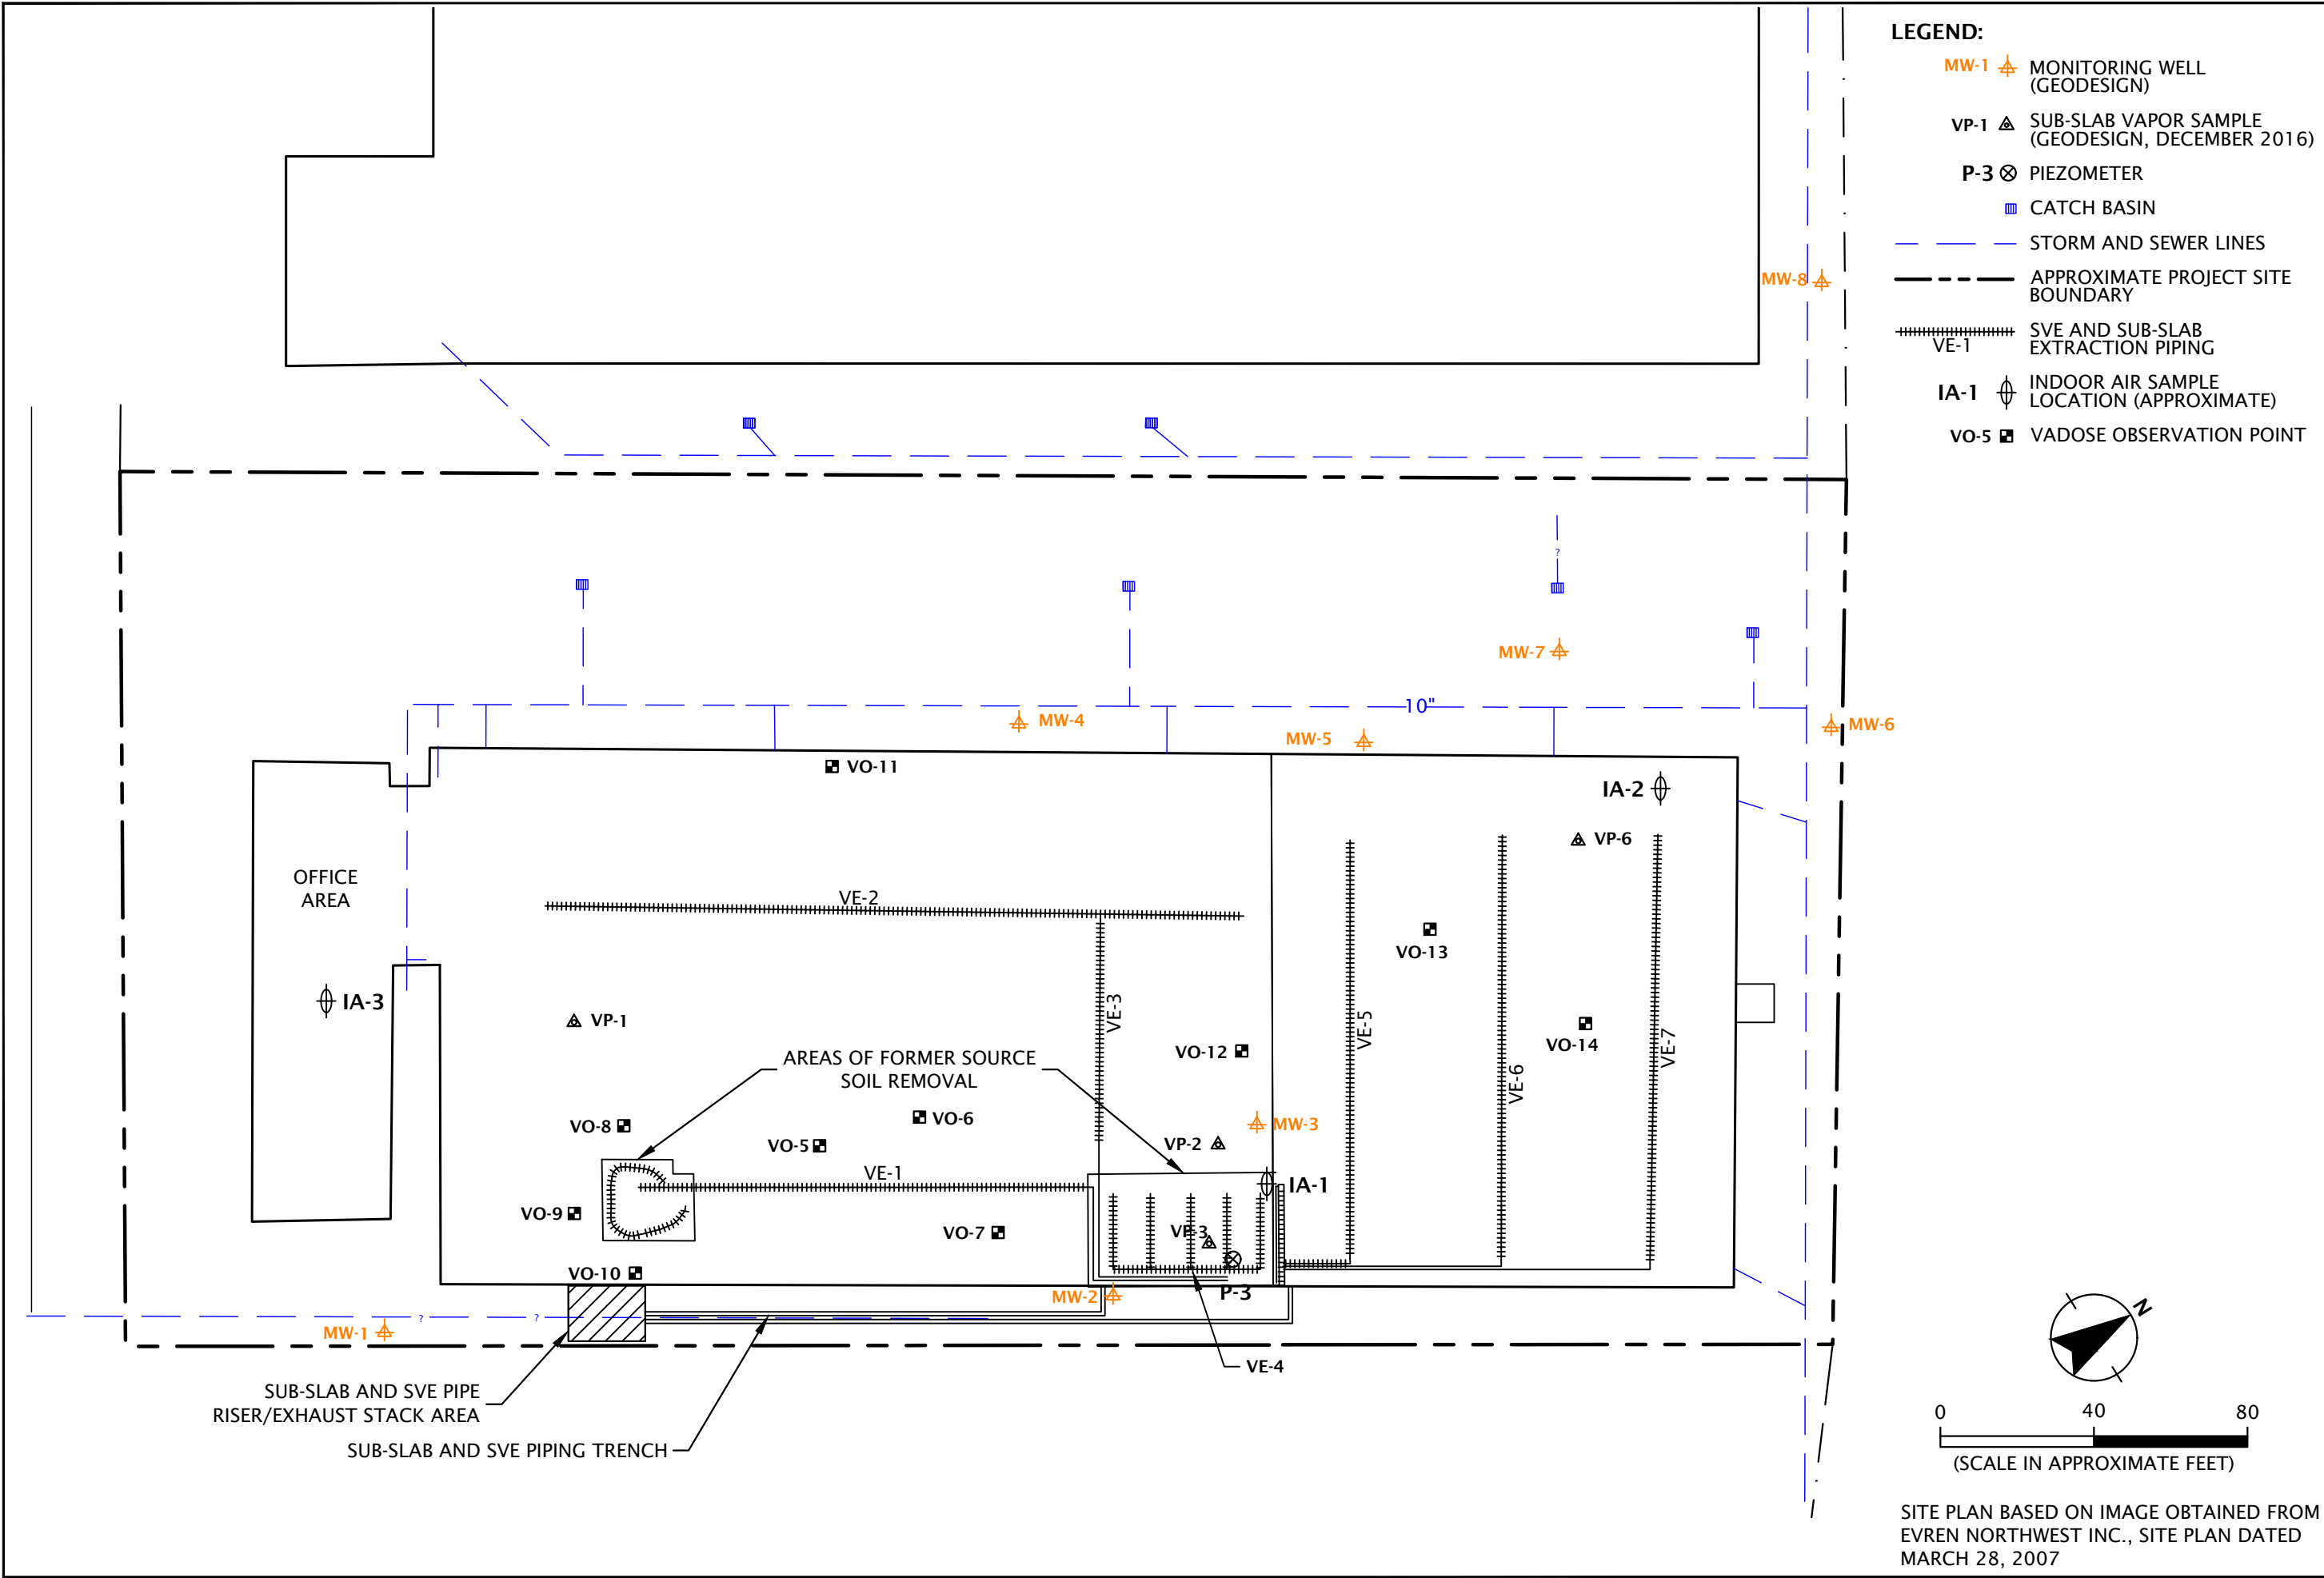 LEGEND:
MW-1 MONITORING WELL
(GEODESIGN)
VP-1 SUB-SLAB VAPOR SAMPLE
(GEODESIGN, DECEMBER 2016)
P-3 PIEZOMETER
CATCH BASIN
STORM AND SEWER LINES
APPROXIMATE PROJECT SITE
BOUNDARY
SVE AND SUB-SLAB
VE-1 EXTRACTION PIPING
IA-1 INDOOR AIR SAMPLE
LOCATION (APPROXIMATE)
VO-5 VADOSE OBSERVATION POINT
MW-8
?
MW-7
10"
MW-4
MW-6
MW-5
VO-11
IA-2
VP-6
OFFICE
AREA
VE-2
VO-13
IA-3
VE-3
VP-1
VE-5
VO-14
VE-7
VO-12
AREAS OF FORMER SOURCE
SOIL REMOVAL
VE-6
VO-8
VO-6
MW-3
VO-5
VP-2
VE-1
IA-1
VO-9
VO-7
VP-3
VO-10
MW-2
P-3
MW-1
?
?
VE-4
SUB-SLAB AND SVE PIPE
RISER/EXHAUST STACK AREA
SUB-SLAB AND SVE PIPING TRENCH
N
0 40 80
(SCALE IN APPROXIMATE FEET)
SITE PLAN BASED ON IMAGE OBTAINED FROM
EVREN NORTHWEST INC., SITE PLAN DATED
MARCH 28, 2007